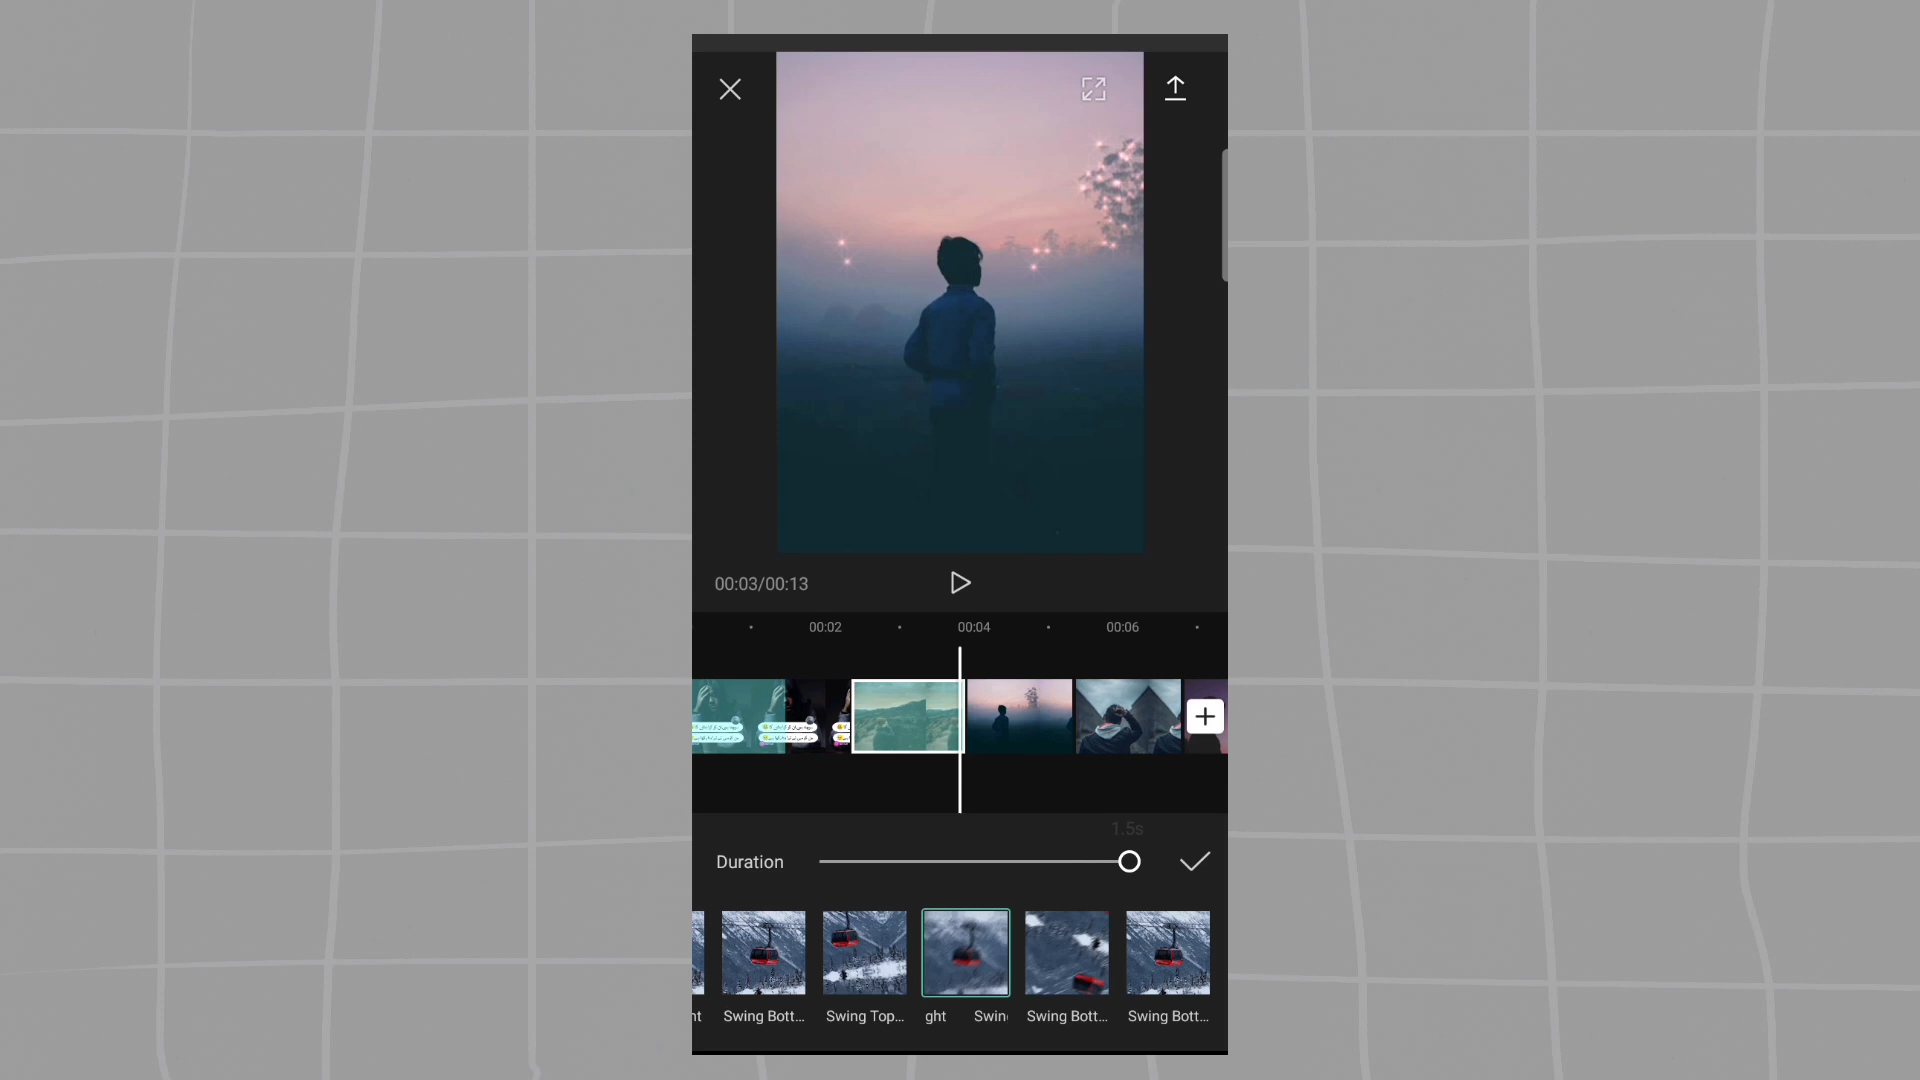 00:03/00:13
00:02
00:04
00:06
1.5s
Duration
nt
Swing Bott...
Swing Top...
ght Swin
Swing Bott...
Swing Bott...